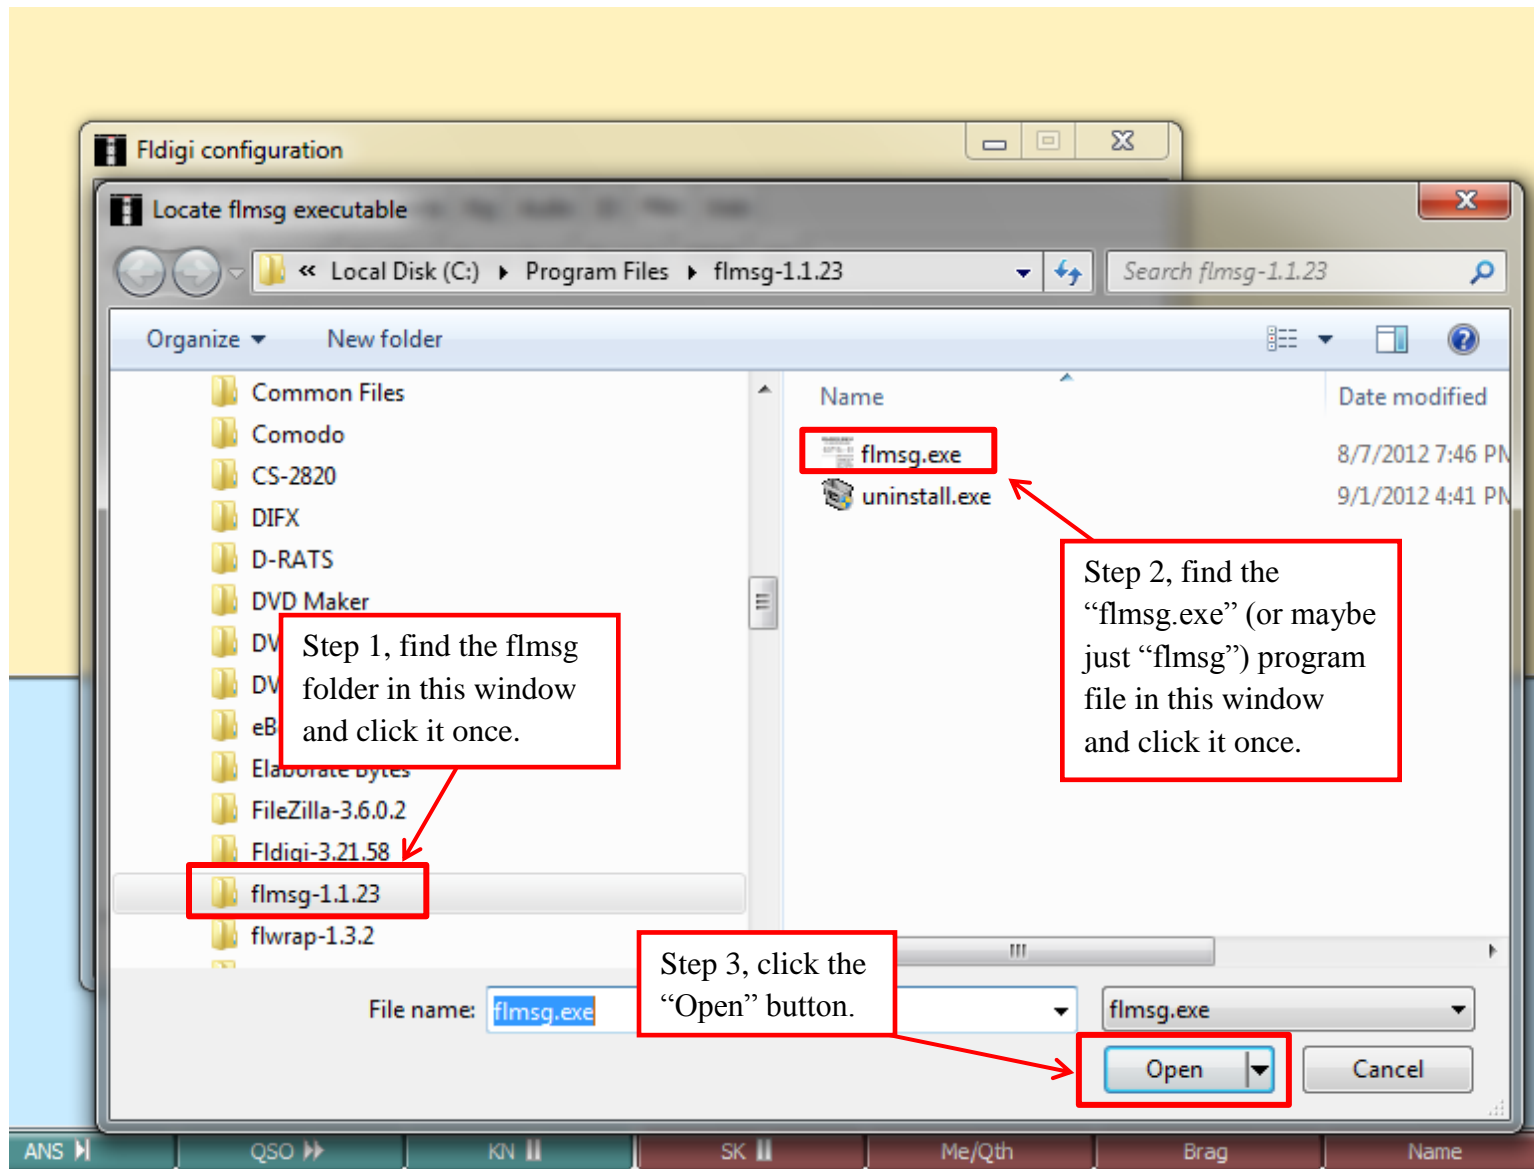 Fldigi configuration
Locate flmsg executable
« Local Disk (C:) ▸ Program Files ▸ flmsg-1.1.23
Search flmsg-1.1.23
Organize ▾ New folder
Common Files
Comodo
CS-2820
DIFX
D-RATS
DVD Maker
DV
DV
eB
Elaborate Bytes
FileZilla-3.6.0.2
Fldigi-3.21.58
flmsg-1.1.23
flwrap-1.3.2
Name Date modified
flmsg.exe 8/7/2012 7:46 PM
uninstall.exe 9/1/2012 4:41 PM
Step 1, find the flmsg
folder in this window
and click it once.
Step 2, find the
“flmsg.exe” (or maybe
just “flmsg”) program
file in this window
and click it once.
Step 3, click the
“Open” button.
File name: flmsg.exe
flmsg.exe
Open Cancel
ANS QSO KN SK Me/Qth Brag Name